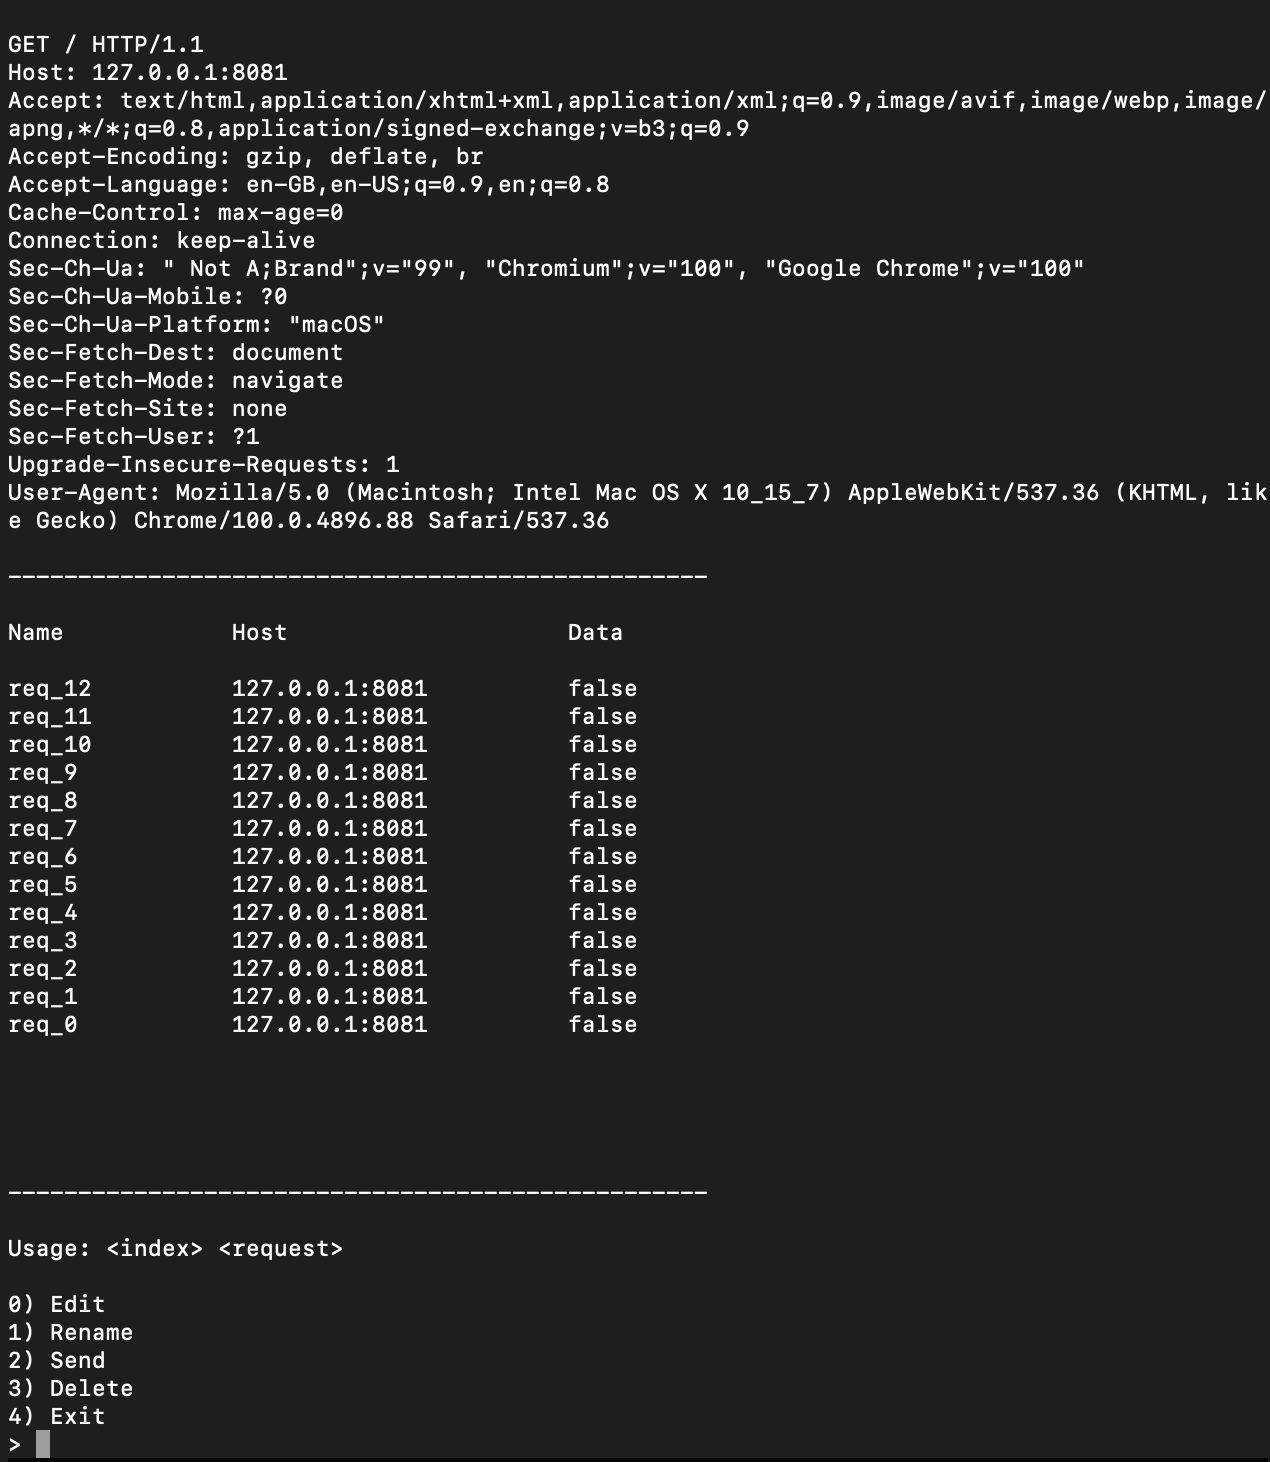 GET / HTTP/1.1
Host: 127.0.0.1:8081
Accept: text/html,application/xhtml+xml,application/xml;q=0.9,image/avif,image/webp,image/
apng,*/*;q=0.8,application/signed-exchange;v=b3;q=0.9
Accept-Encoding: gzip, deflate, br
Accept-Language: en-GB,en-US;q=0.9,en;q=0.8
Cache-Control: max-age=0
Connection: keep-alive
Sec-Ch-Ua: " Not A;Brand";v="99", "Chromium";v="100", "Google Chrome";v="100"
Sec-Ch-Ua-Mobile: ?0
Sec-Ch-Ua-Platform: "macOS"
Sec-Fetch-Dest: document
Sec-Fetch-Mode: navigate
Sec-Fetch-Site: none
Sec-Fetch-User: ?1
Upgrade-Insecure-Requests: 1
User-Agent: Mozilla/5.0 (Macintosh; Intel Mac OS X 10_15_7) AppleWebKit/537.36 (KHTML, lik
e Gecko) Chrome/100.0.4896.88 Safari/537.36
--------------------------------------------------
Name Host Data
req_12 127.0.0.1:8081 false
req_11 127.0.0.1:8081 false
req_10 127.0.0.1:8081 false
req_9 127.0.0.1:8081 false
req_8 127.0.0.1:8081 false
req_7 127.0.0.1:8081 false
req_6 127.0.0.1:8081 false
req_5 127.0.0.1:8081 false
req_4 127.0.0.1:8081 false
req_3 127.0.0.1:8081 false
req_2 127.0.0.1:8081 false
req_1 127.0.0.1:8081 false
req_0 127.0.0.1:8081 false
--------------------------------------------------
Usage: <index> <request>
0) Edit
1) Rename
2) Send
3) Delete
4) Exit
>